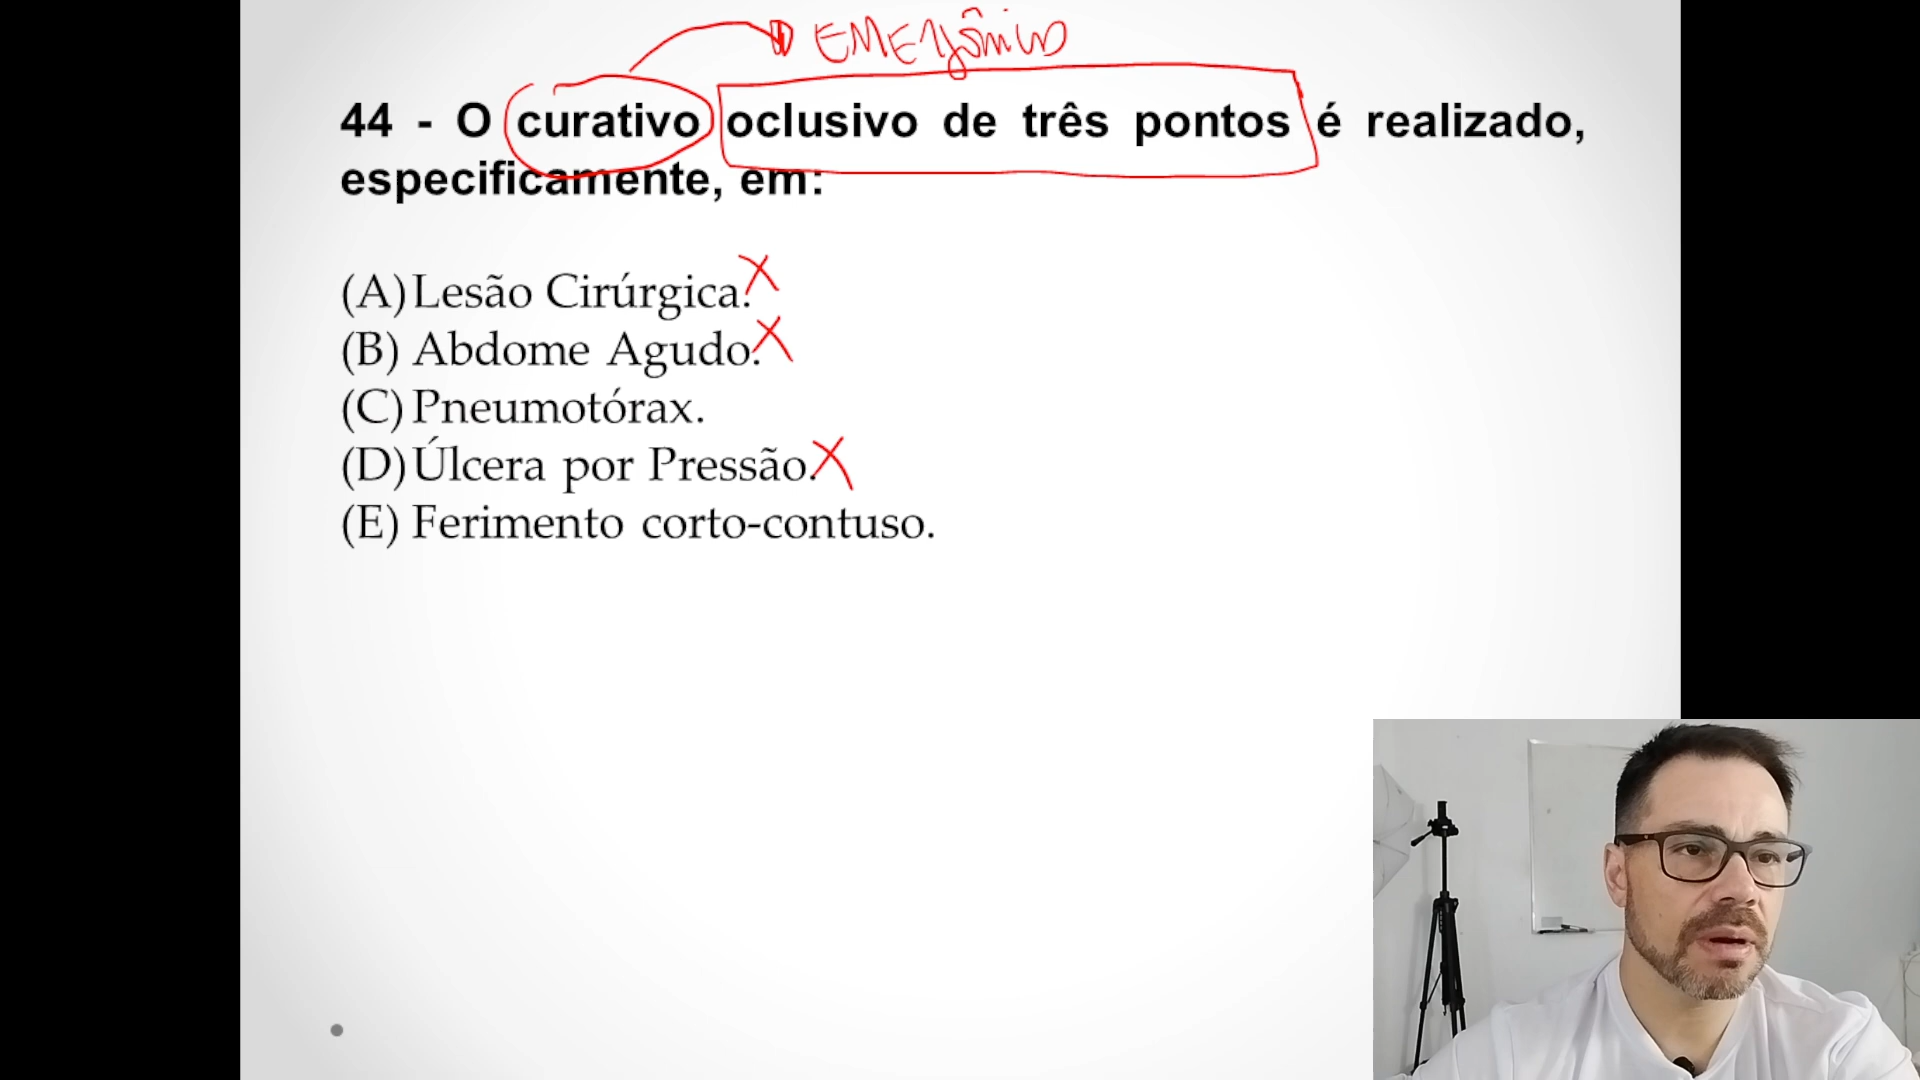 EMERGÊNCIA
44 - O curativo oclusivo de três pontos é realizado,
especificamente, em:
(A) Lesão Cirúrgica.
(B) Abdome Agudo.
(C) Pneumotórax.
(D) Úlcera por Pressão.
(E) Ferimento corto-contuso.